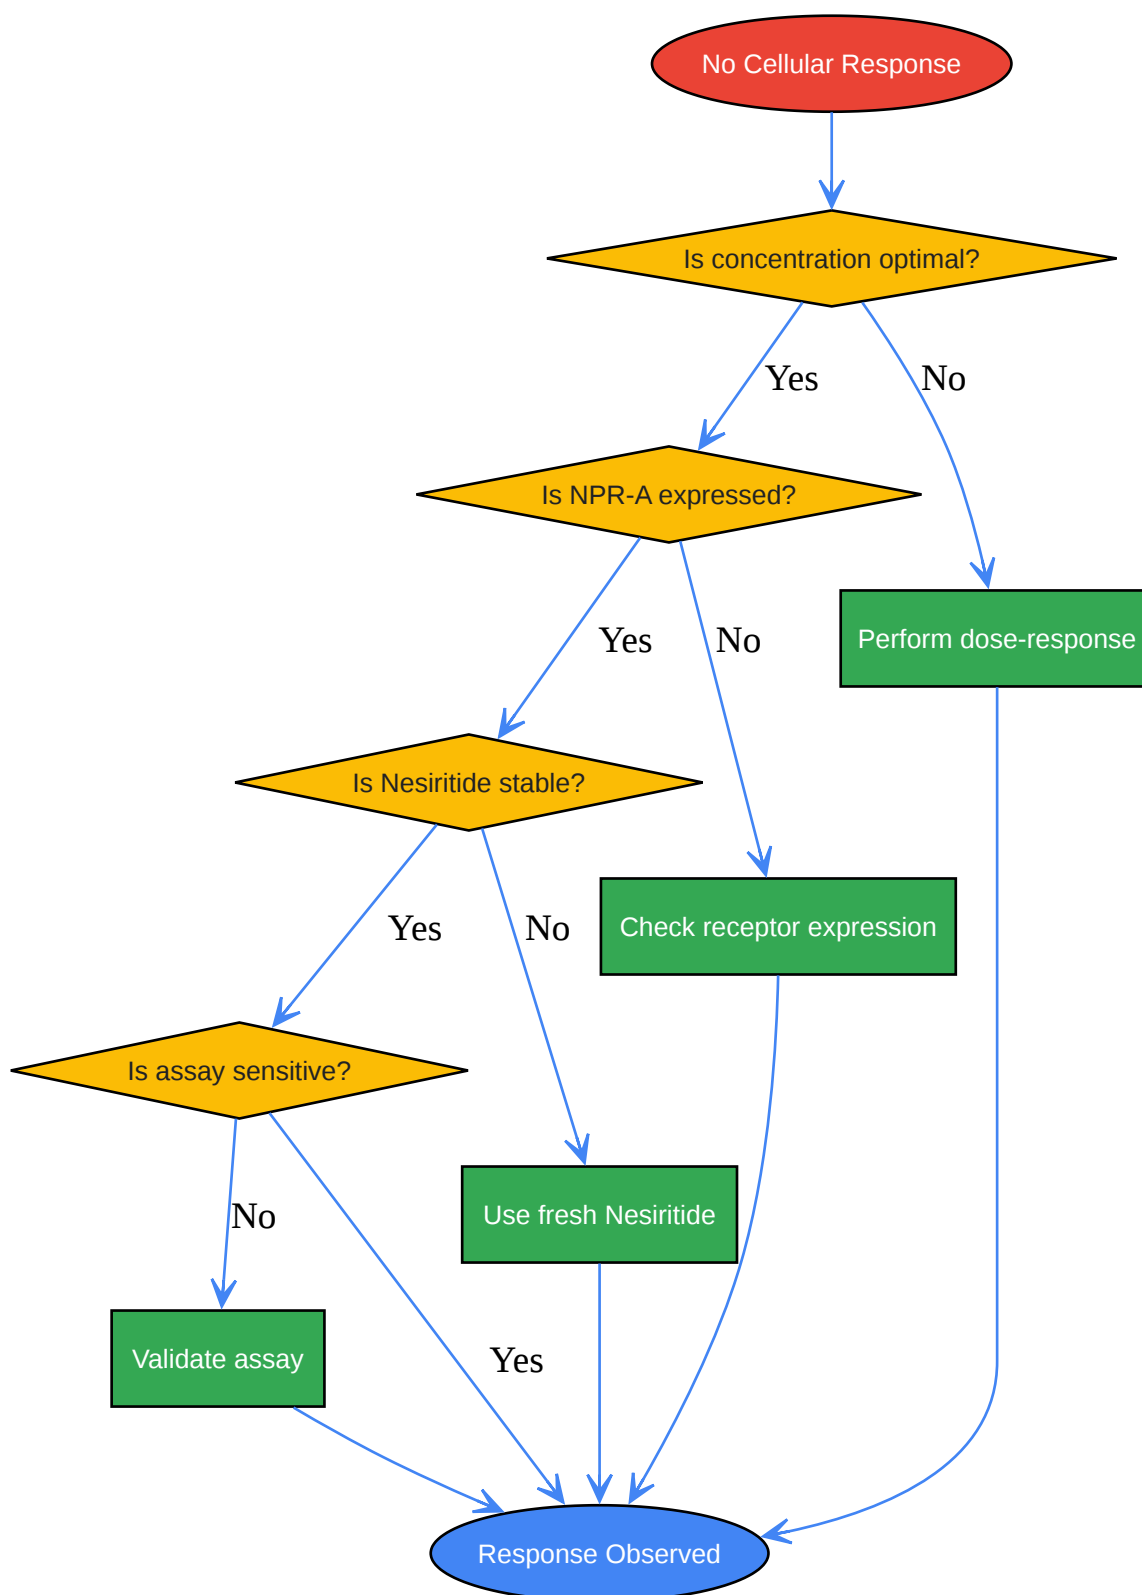 No Cellular Response
Is concentration optimal?
Yes
No
Is NPR-A expressed?
Yes
No
Perform dose-response
Is Nesiritide stable?
Yes
No
Check receptor expression
Is assay sensitive?
No
Use fresh Nesiritide
Validate assay
Yes
Response Observed